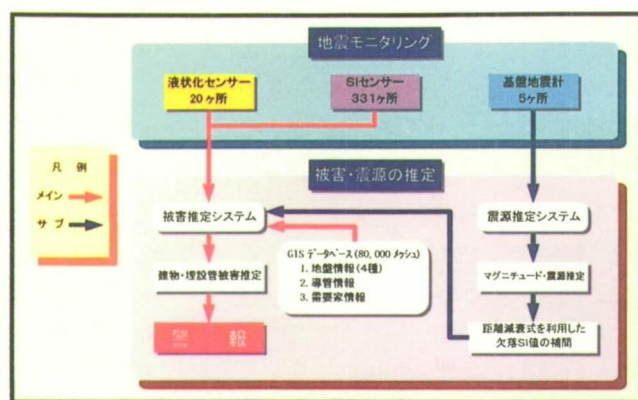 地震モニタリング
液状化センサー
20ヶ所
SIセンサー
331ヶ所
基盤地震計
5ヶ所
凡 例
メイン
サ ブ
被害・震源の推定
被害推定システム
震源推定システム
GIS データベース(80,000 メッシュ)
1. 地盤情報(4種)
2. 導管情報
3. 需要家情報
建物・埋設管被害推定
マグニチュード・震源推定
距離減衰式を利用した
欠落SI値の補間
報